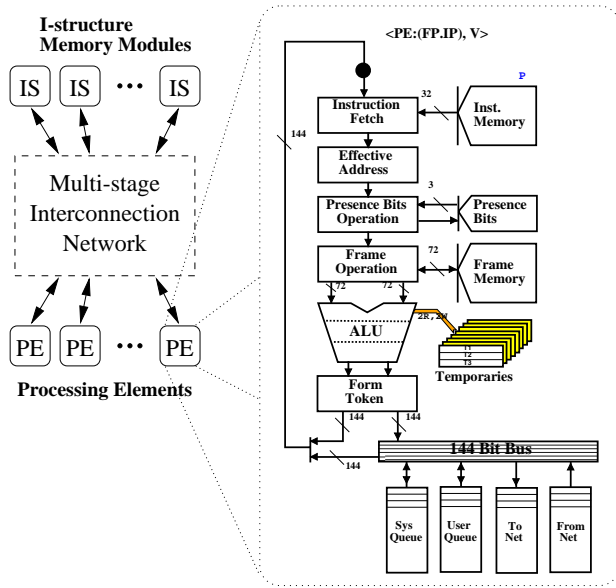 I-structure
Memory Modules
IS IS ••• IS
Multi-stage
Interconnection
Network
PE PE ••• PE
Processing Elements
<PE:(FP.IP), V>
P
32
Instruction
Fetch
Inst.
Memory
144
Effective
Address
3
Presence Bits
Operation
Presence
Bits
72
Frame
Operation
Frame
Memory
72 72
ALU
2R,2W
T1
T2
T3
Temporaries
Form
Token
144 144
144
144 Bit Bus
Sys
Queue
User
Queue
To
Net
From
Net